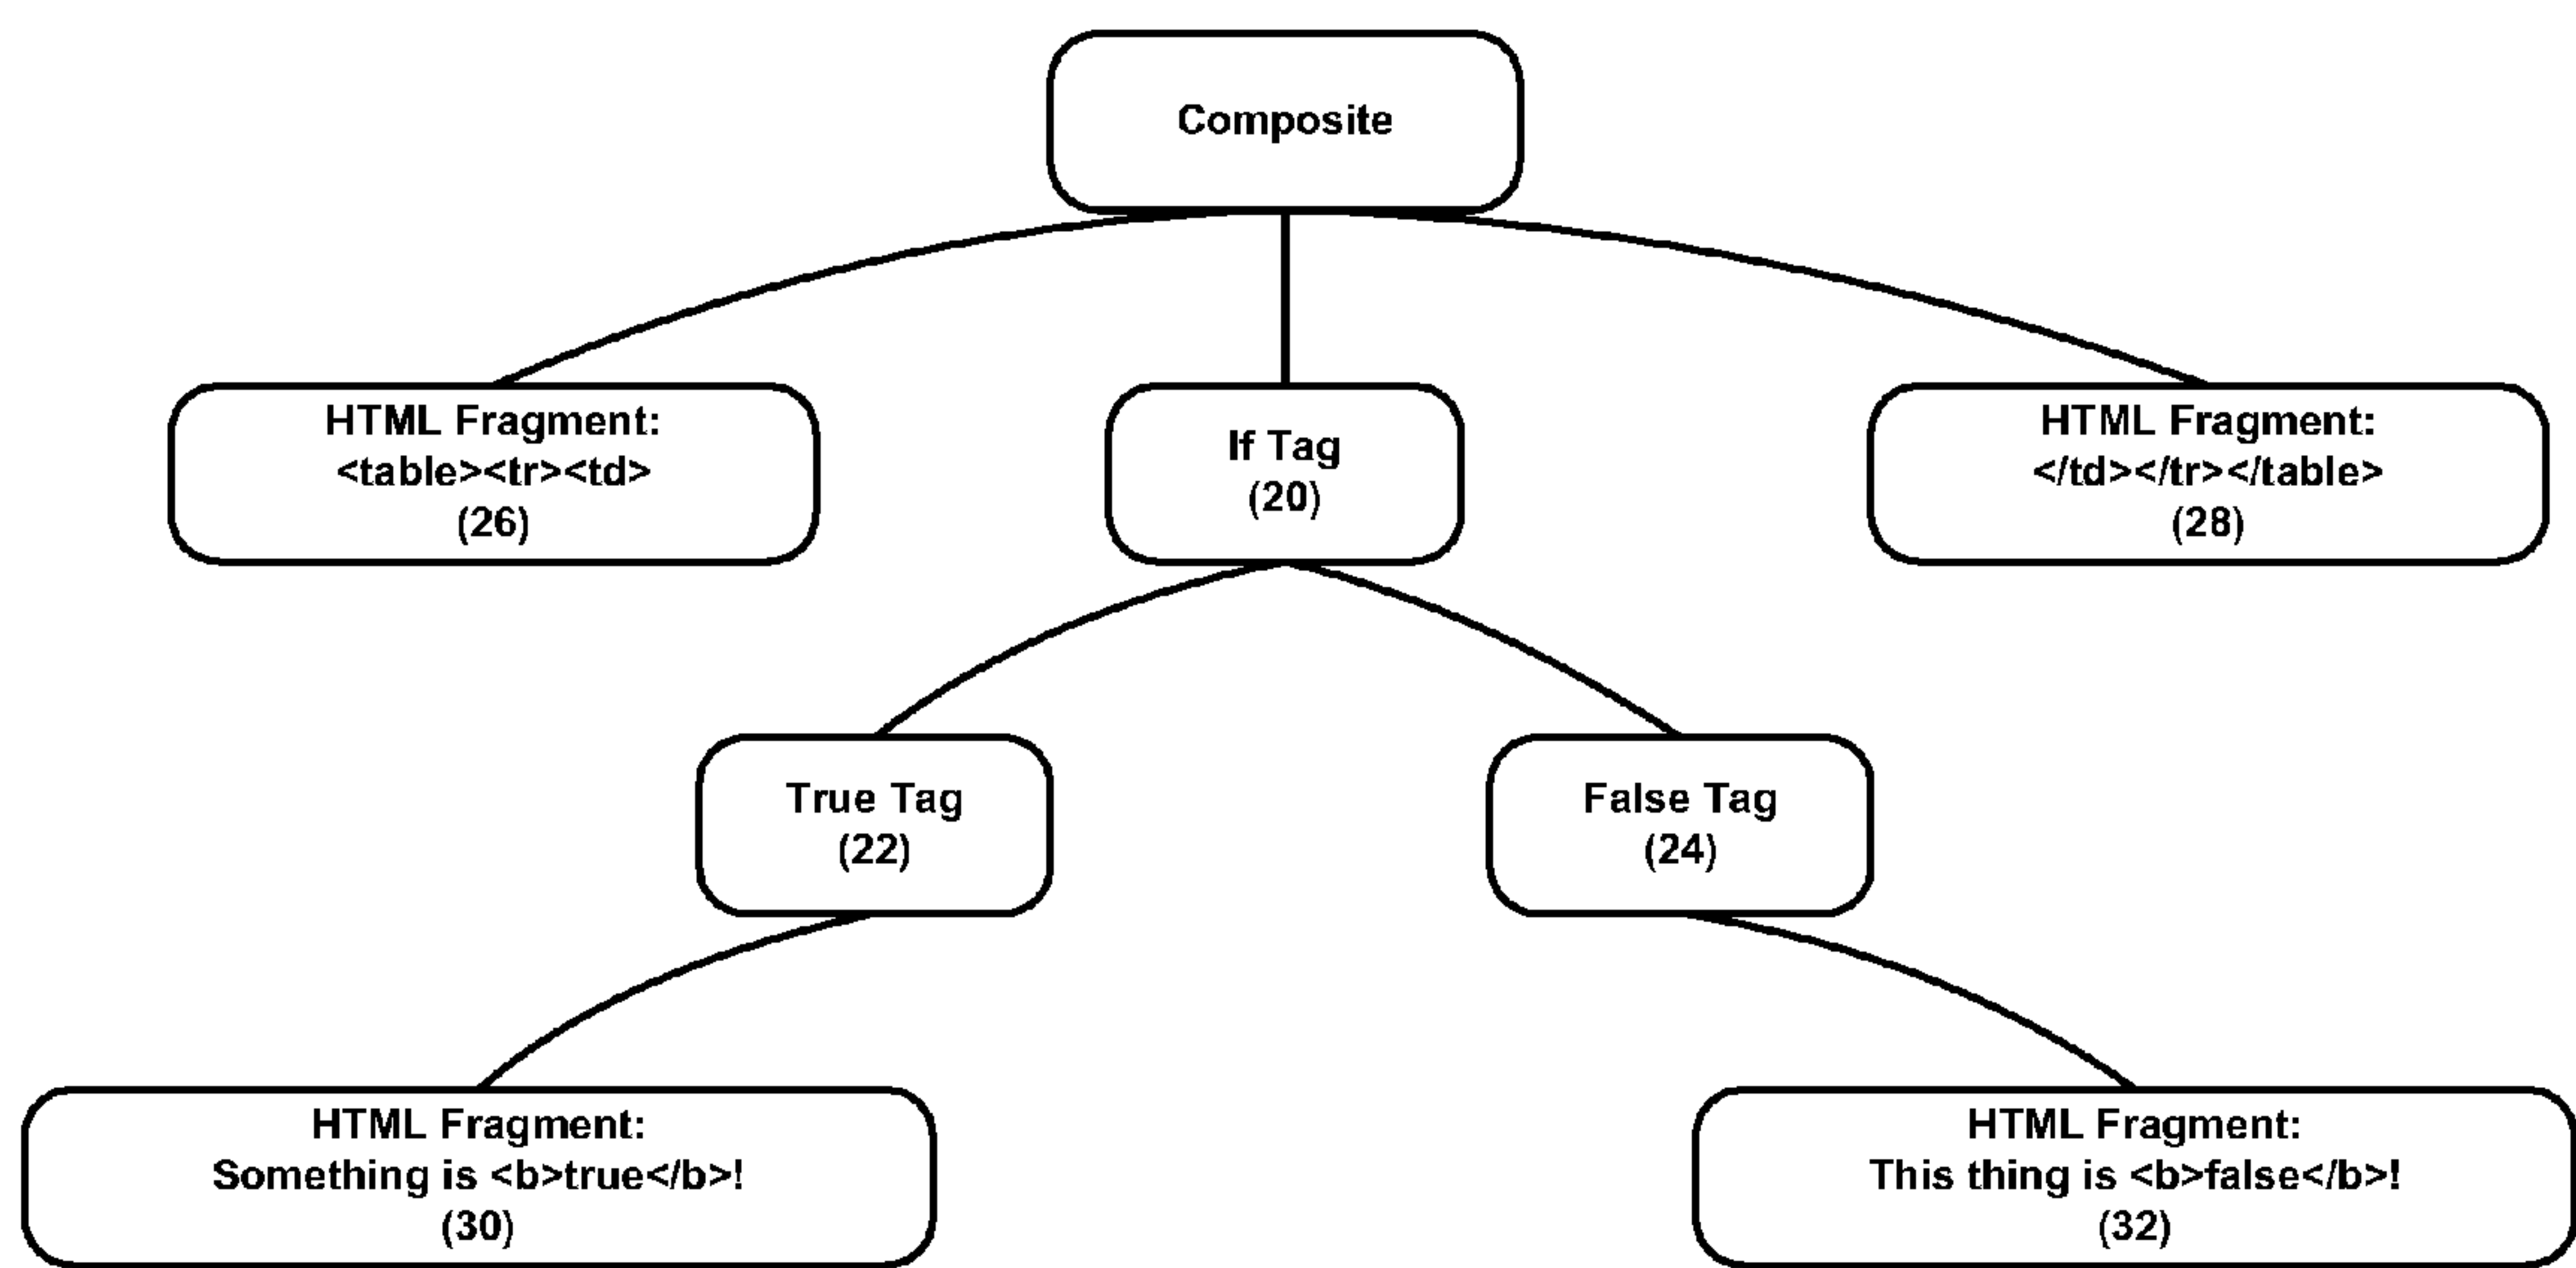 Composite
HTML Fragment:
<table><tr><td>
(26)
If Tag
(20)
HTML Fragment:
</td></tr></table>
(28)
True Tag
(22)
False Tag
(24)
HTML Fragment:
Something is <b>true</b>!
(30)
HTML Fragment:
This thing is <b>false</b>!
(32)